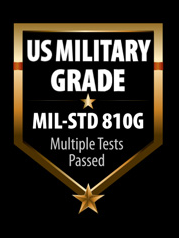 US MILITARY
GRADE
MIL-STD 810G
Multiple Tests
Passed